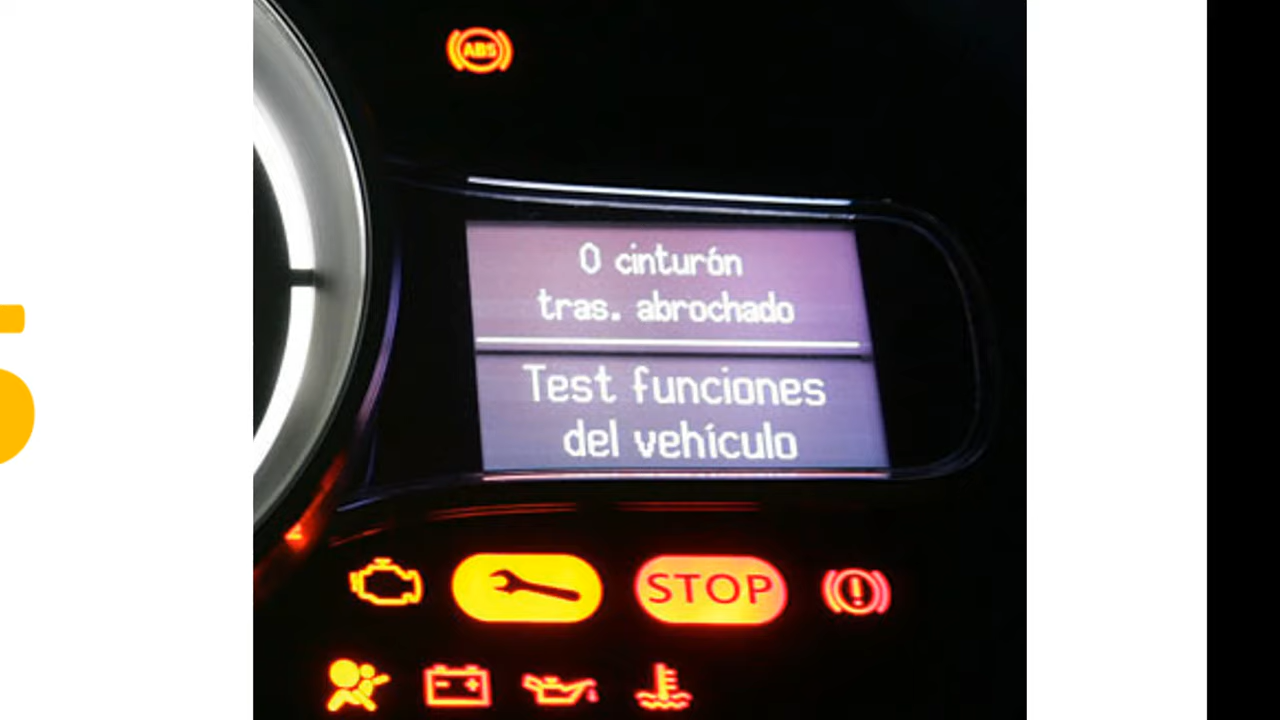 ABS
0 cinturón
tras. abrochado
Test funciones
del vehículo
STOP